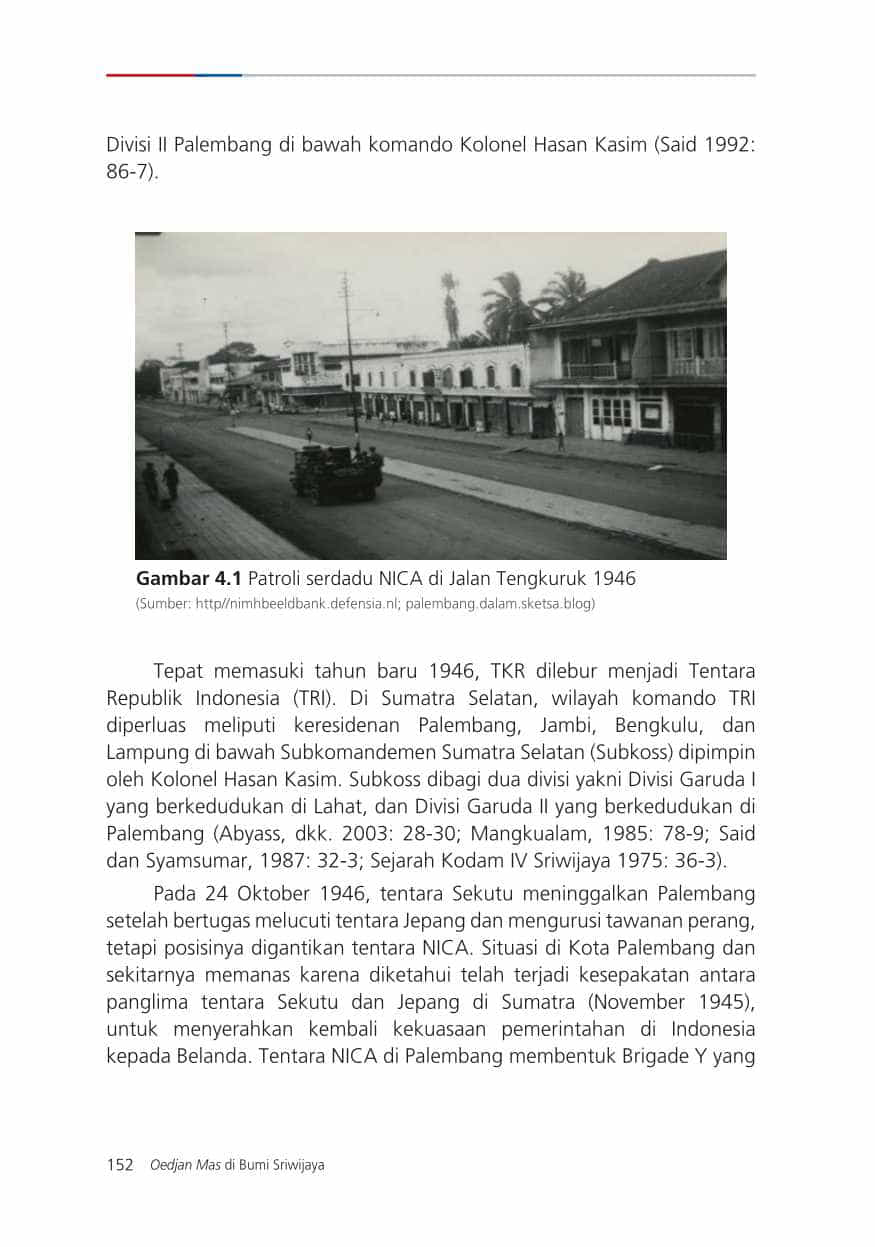 Divisi II Palembang di bawah komando Kolonel Hasan Kasim (Said 1992:
86-7).
Gambar 4.1 Patroli serdadu NICA di Jalan Tengkuruk 1946
(Sumber: http//nimhbeeldbank.defensia.nl; palembang.dalam.sketsa.blog)
Tepat memasuki tahun baru 1946, TKR dilebur menjadi Tentara
Republik Indonesia (TRI). Di Sumatra Selatan, wilayah komando TRI
diperluas meliputi keresidenan Palembang, Jambi, Bengkulu, dan
Lampung di bawah Subkomandemen Sumatra Selatan (Subkoss) dipimpin
oleh Kolonel Hasan Kasim. Subkoss dibagi dua divisi yakni Divisi Garuda I
yang berkedudukan di Lahat, dan Divisi Garuda II yang berkedudukan di
Palembang (Abyass, dkk. 2003: 28-30; Mangkualam, 1985: 78-9; Said
dan Syamsumar, 1987: 32-3; Sejarah Kodam IV Sriwijaya 1975: 36-3).
Pada 24 Oktober 1946, tentara Sekutu meninggalkan Palembang
setelah bertugas melucuti tentara Jepang dan mengurusi tawanan perang,
tetapi posisinya digantikan tentara NICA. Situasi di Kota Palembang dan
sekitarnya memanas karena diketahui telah terjadi kesepakatan antara
panglima tentara Sekutu dan Jepang di Sumatra (November 1945),
untuk menyerahkan kembali kekuasaan pemerintahan di Indonesia
kepada Belanda. Tentara NICA di Palembang membentuk Brigade Y yang
152 Oedjan Mas di Bumi Sriwijaya